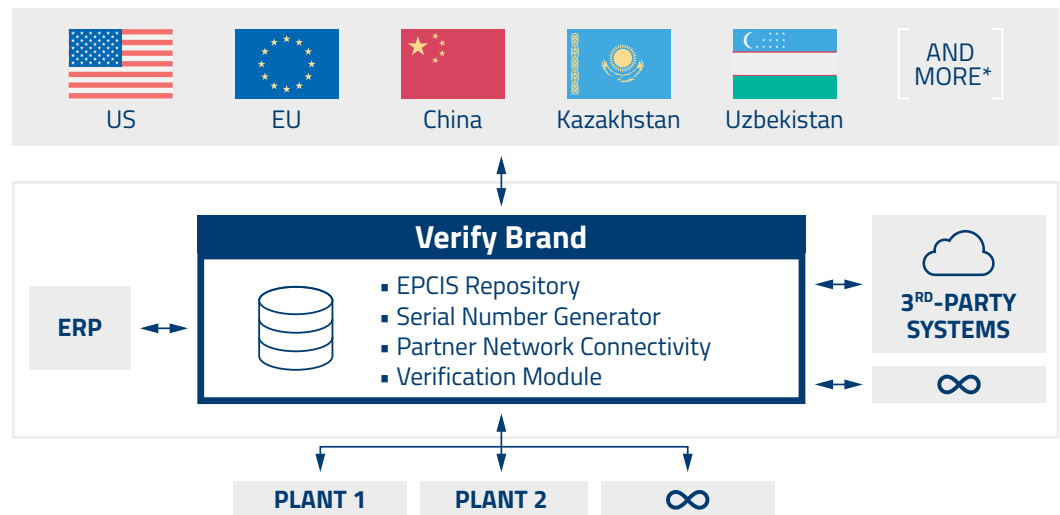 US
EU
China
Kazakhstan
Uzbekistan
AND
MORE*
Verify Brand
▪ EPCIS Repository
▪ Serial Number Generator
▪ Partner Network Connectivity
▪ Verification Module
ERP
3RD-PARTY
SYSTEMS
∞
PLANT 1
PLANT 2
∞